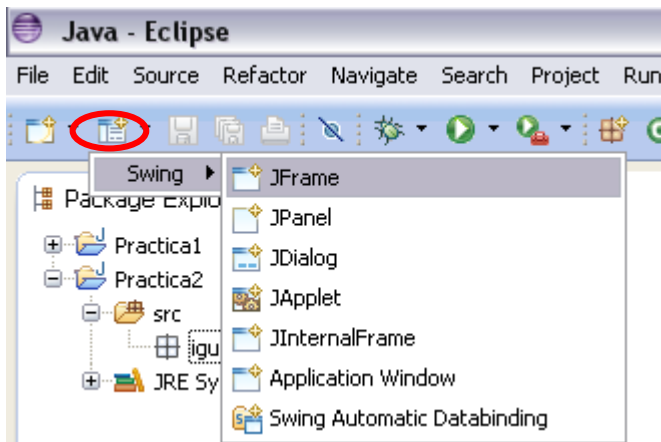 Java - Eclipse
File Edit Source Refactor Navigate Search Project Run
Swing
JFrame
JPanel
JDialog
JApplet
JInternalFrame
Application Window
Swing Automatic Databinding
Package Explo
Practica1
Practica2
src
igu
JRE Sy